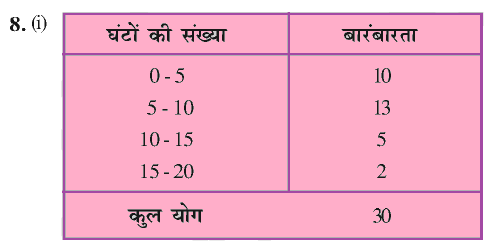 8. (i)
घंटों की संख्या बारंबारता
0 - 5 10
5 - 10 13
10 - 15 5
15 - 20 2
कुल योग 30